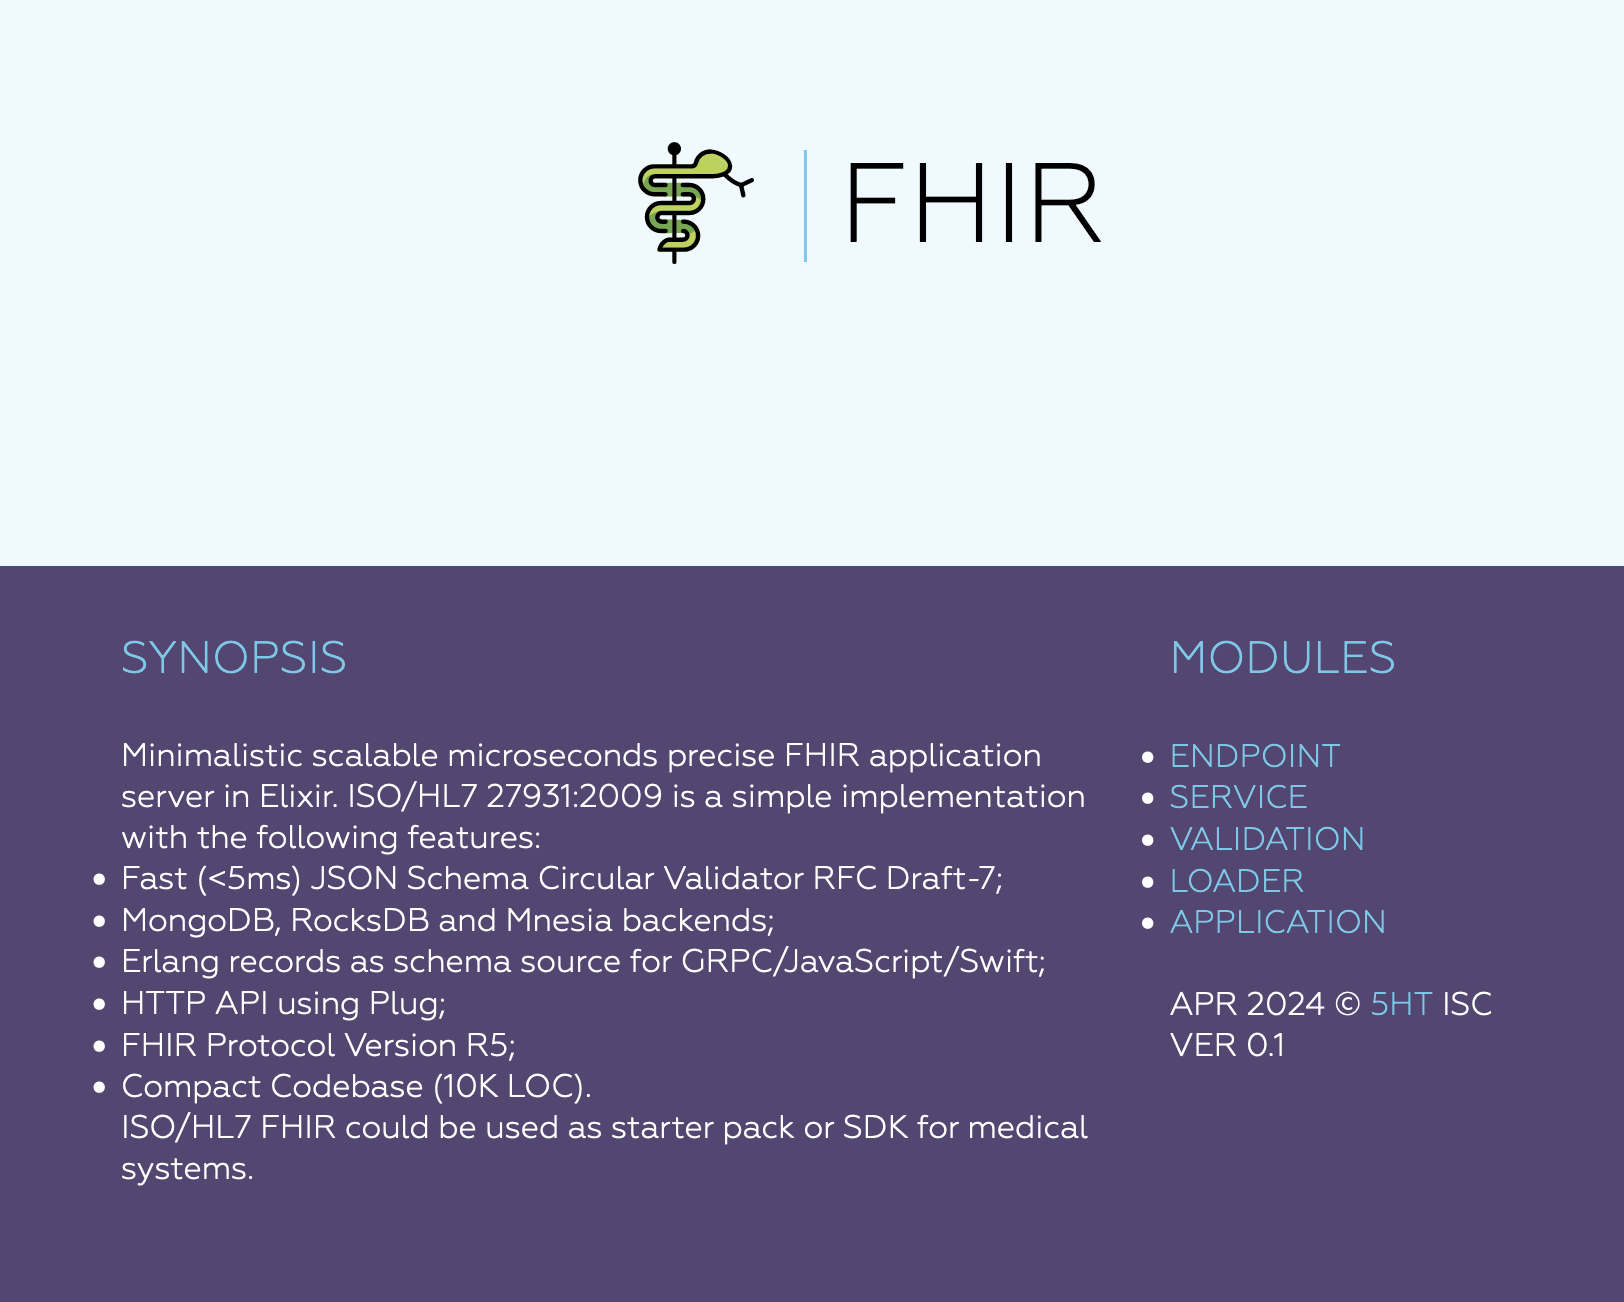 FHIR
SYNOPSIS
Minimalistic scalable microseconds precise FHIR application
server in Elixir. ISO/HL7 27931:2009 is a simple implementation
with the following features:
Fast (<5ms) JSON Schema Circular Validator RFC Draft-7;
MongoDB, RocksDB and Mnesia backends;
Erlang records as schema source for GRPC/JavaScript/Swift;
HTTP API using Plug;
FHIR Protocol Version R5;
Compact Codebase (10K LOC).
ISO/HL7 FHIR could be used as starter pack or SDK for medical
systems.
MODULES
ENDPOINT
SERVICE
VALIDATION
LOADER
APPLICATION
APR 2024 © 5HT ISC
VER 0.1